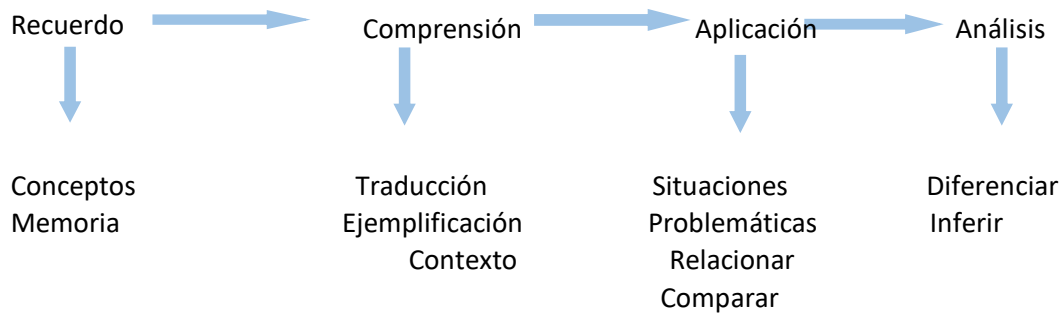 Recuerdo Comprensión Aplicación Análisis
Conceptos Traducción Situaciones Diferenciar
Memoria Ejemplificación Problemáticas Inferir
Contexto Relacionar
Comparar